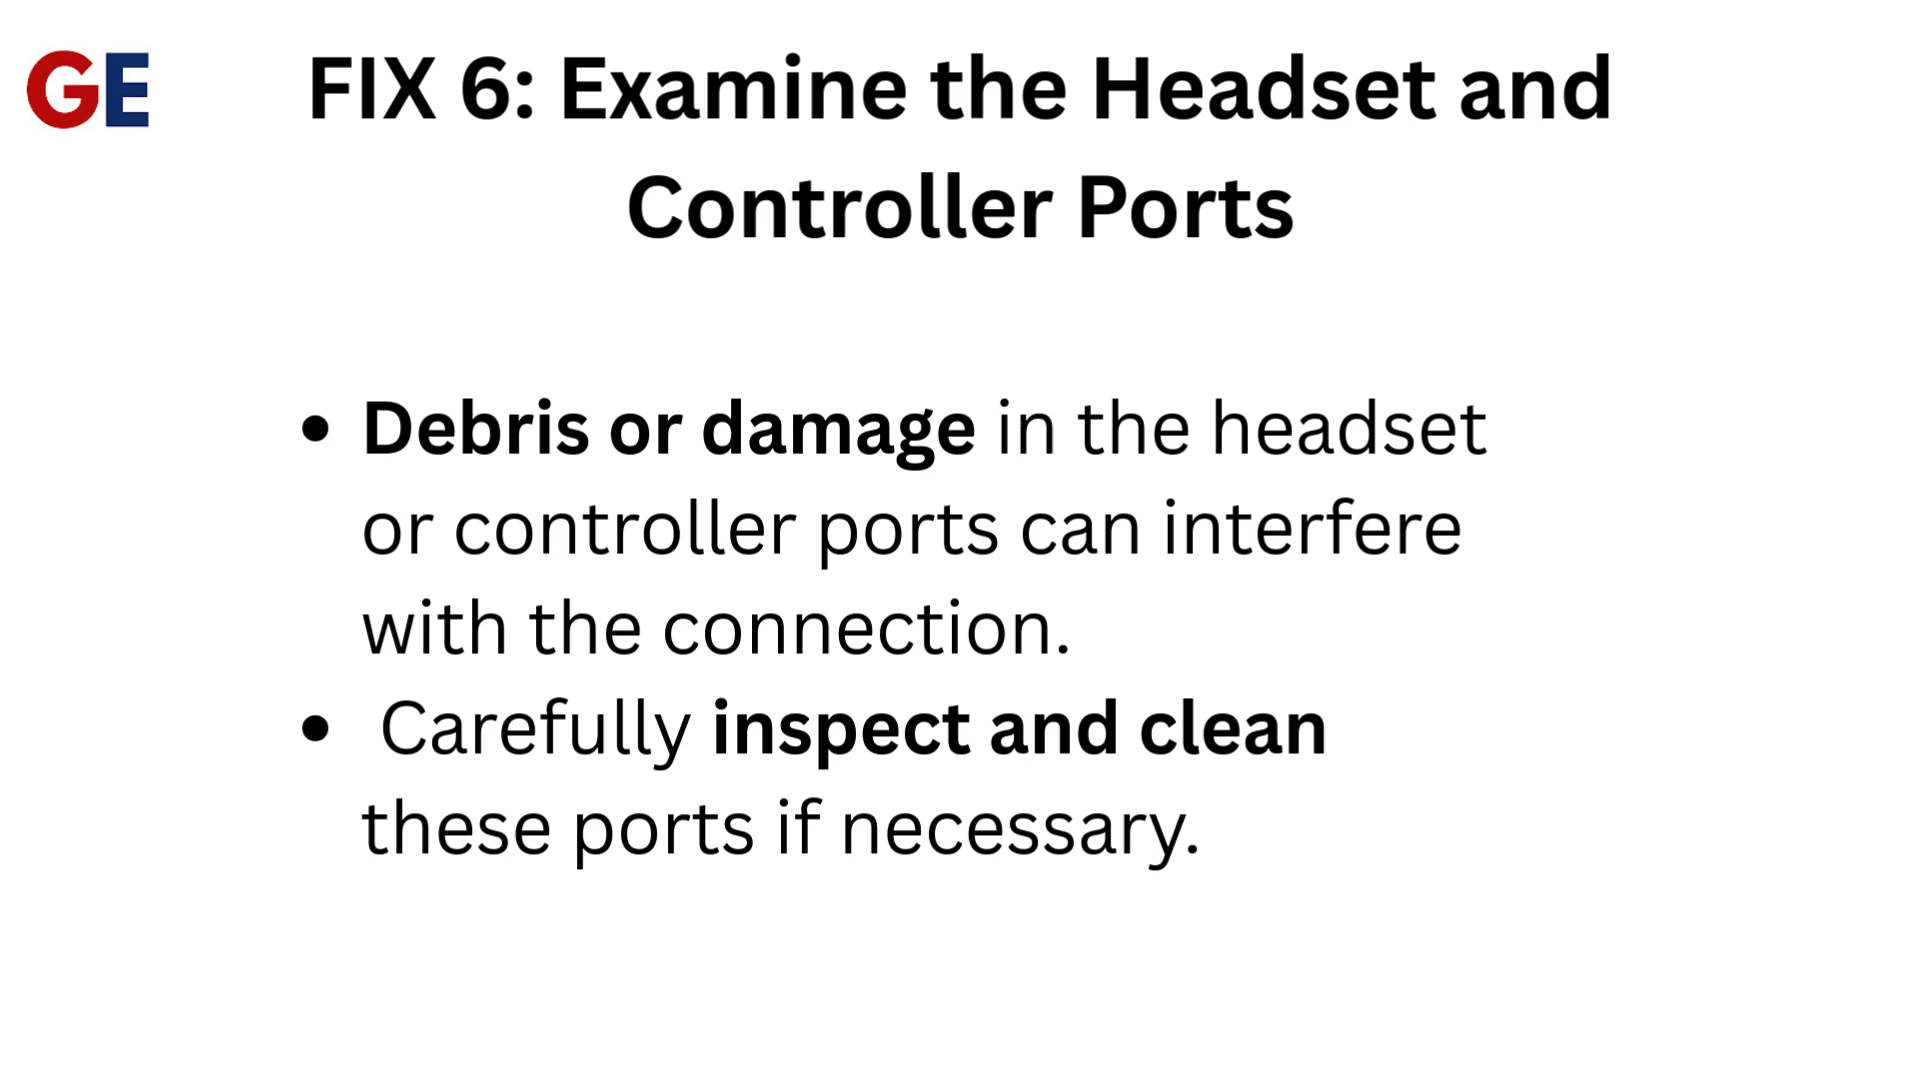 GE
FIX 6: Examine the Headset and
Controller Ports
• Debris or damage in the headset
or controller ports can interfere
with the connection.
• Carefully inspect and clean
these ports if necessary.